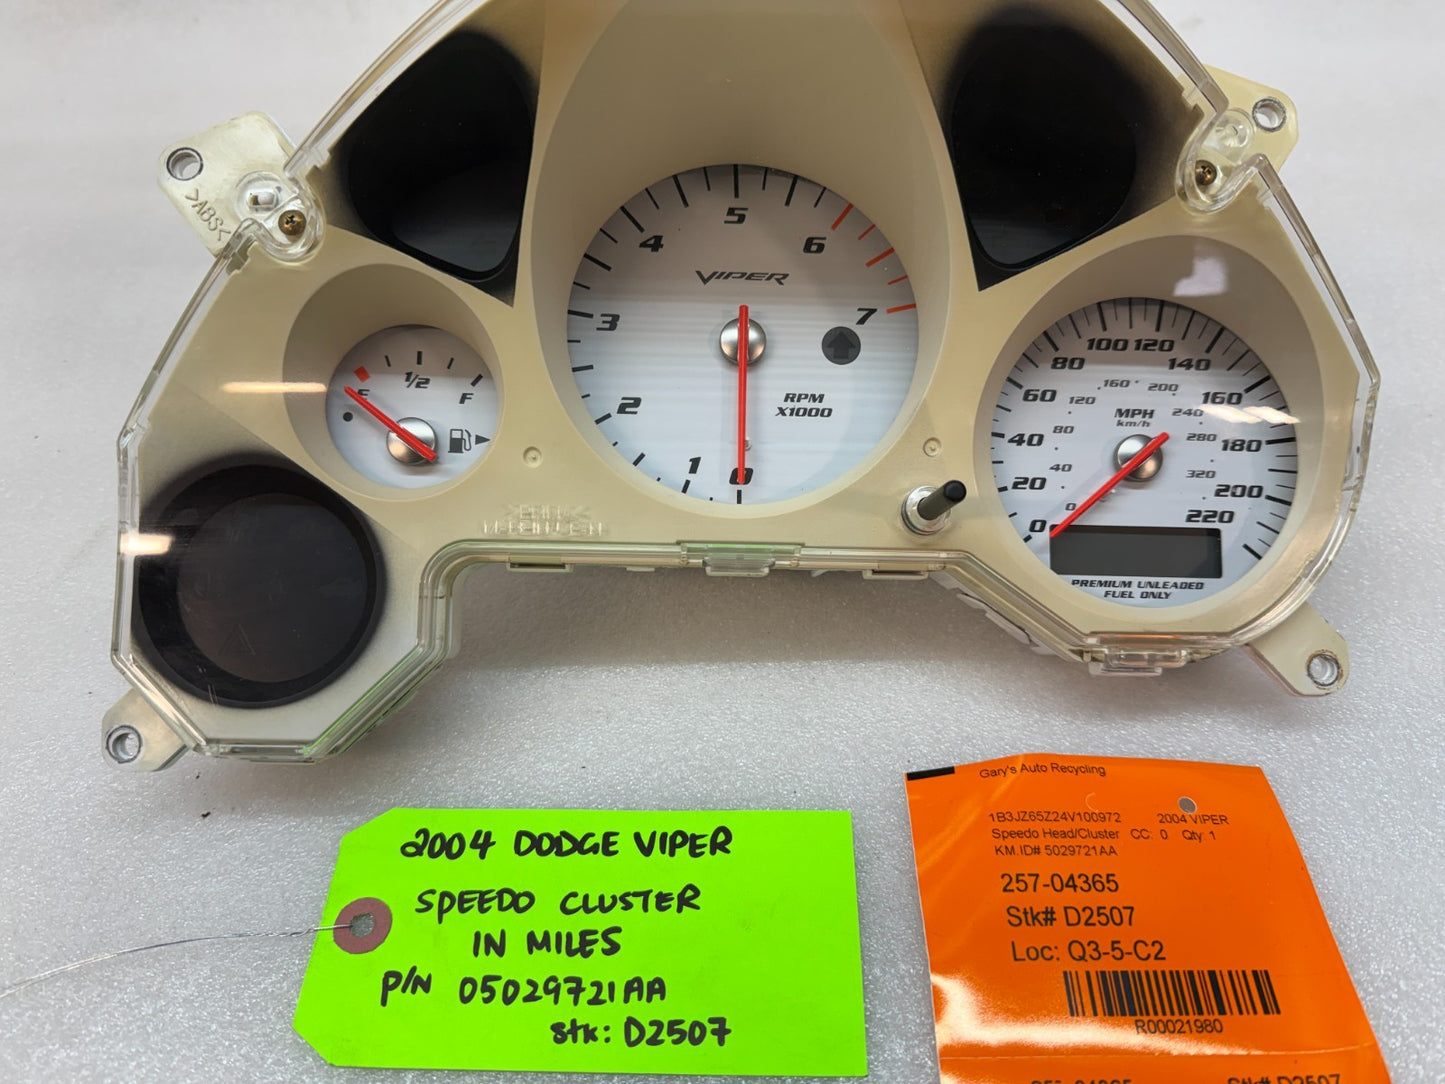 >ABS<
5
4
6
VIPER
3
7
2
RPM
X1000
1
0
1/2
E
F
100 120
80
140
160
200
60
160
120
MPH
km/h
240
40
80
280
180
20
40
320
200
0
0
220
PREMIUM UNLEADED
FUEL ONLY
2004 DODGE VIPER
SPEEDO CLUSTER
IN MILES
P/N 05029721AA
stk: D2507
Gary's Auto Recycling
1B3JZ65Z24V100972 2004 VIPER
Speedo Head/Cluster CC: 0 Qty: 1
KM.ID# 5029721AA
257-04365
Stk# D2507
Loc: Q3-5-C2
R00021980
257-04365 Stk# D2507